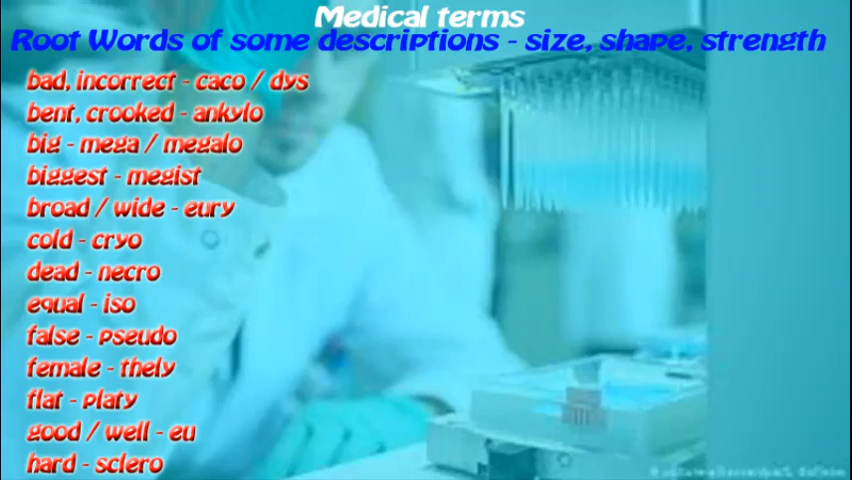 Medical terms
Root Words of some descriptions - size, shape, strength
bad, incorrect - caco / dys
bent, crooked - ankylo
big - mega / megalo
biggest - megist
broad / wide - eury
cold - cryo
dead - necro
equal - iso
false - pseudo
female - thely
flat - platy
good / well - eu
hard - sclero